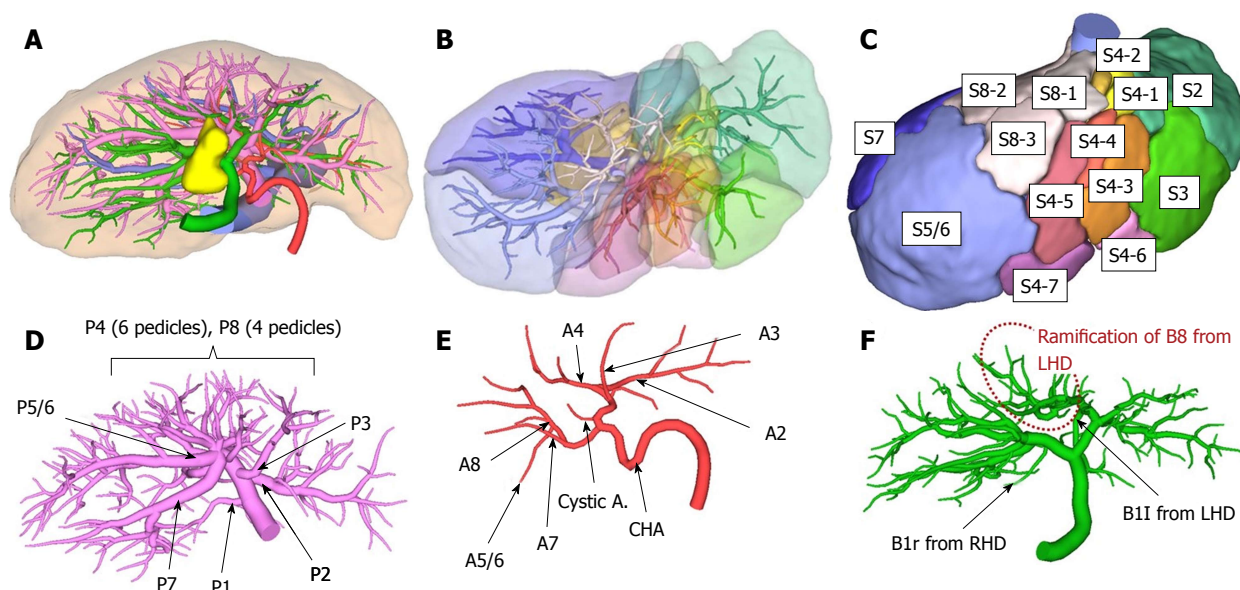 A
B
C
S4-2
S8-2
S8-1
S4-1
S2
S7
S8-3
S4-4
S4-3
S3
S4-5
S5/6
S4-6
S4-7
P4 (6 pedicles), P8 (4 pedicles)
D
P5/6
P3
P7
P1
P2
E
A4
A3
A8
A2
Cystic A.
CHA
A7
A5/6
F
Ramification of B8 from
LHD
B1l from LHD
B1r from RHD